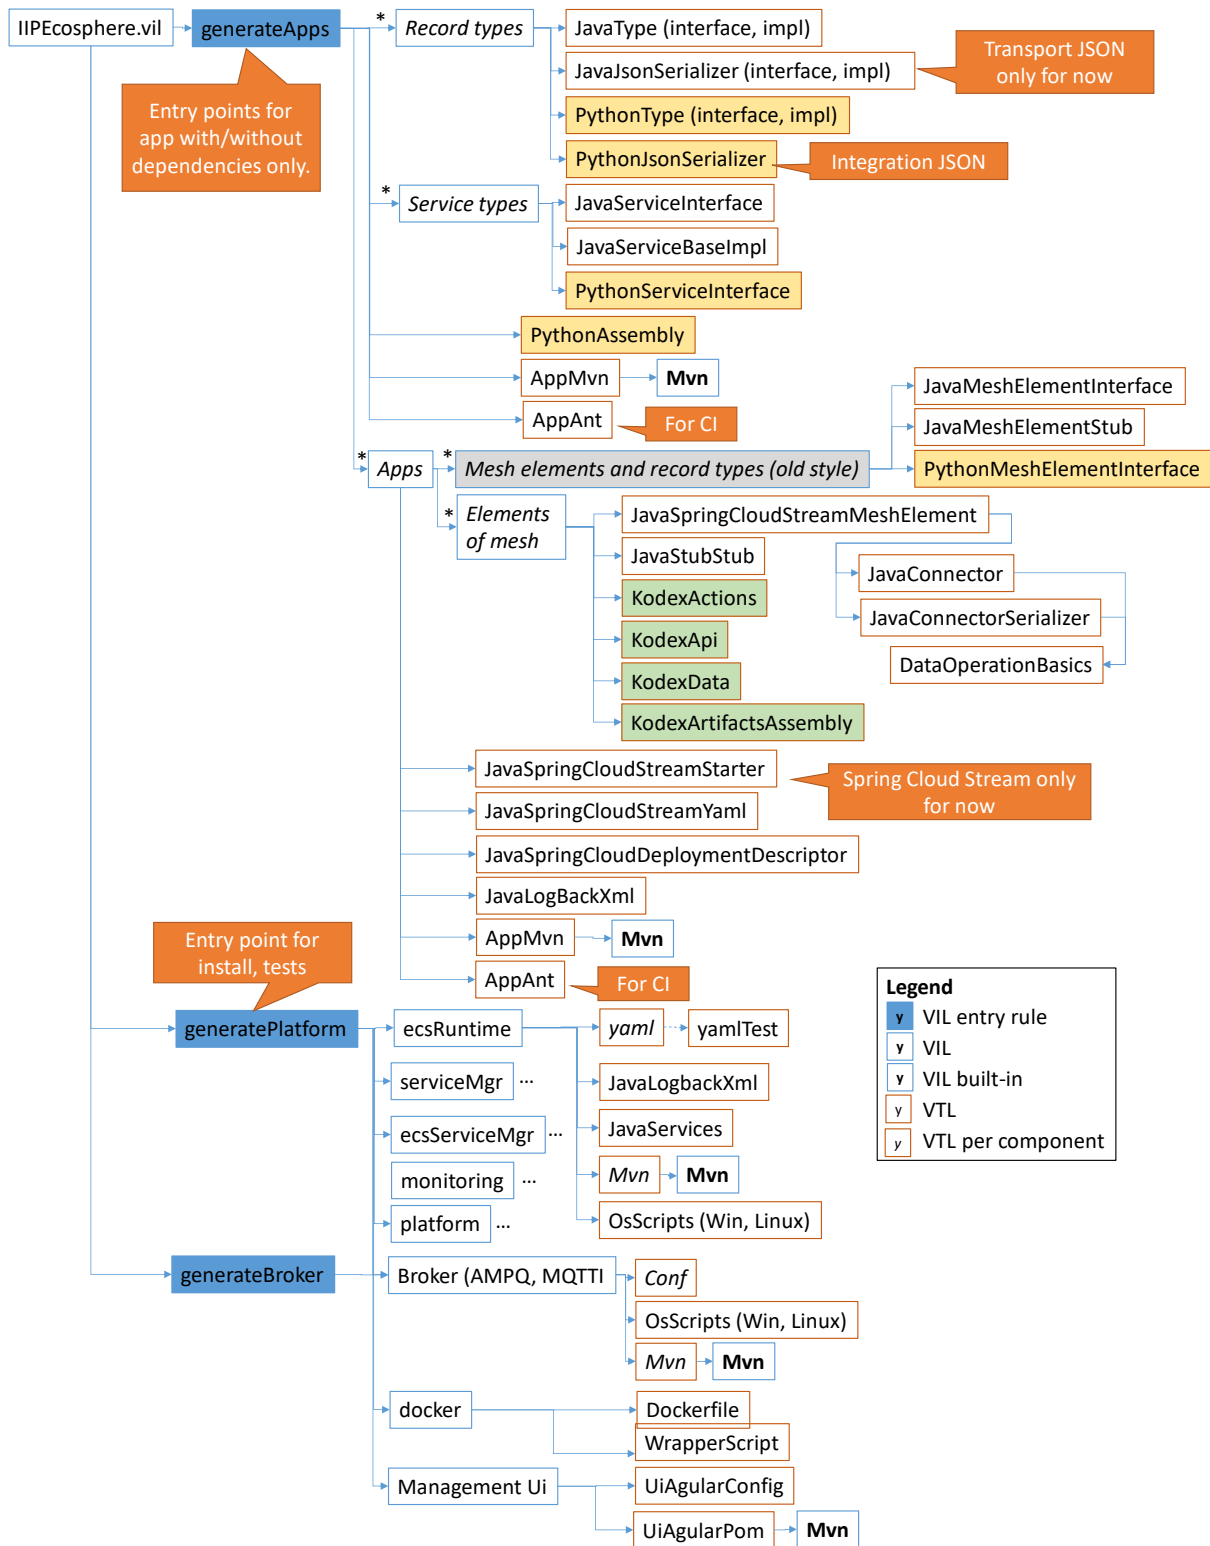 IIPEcosphere.vil
generateApps
*
Record types
JavaType (interface, impl)
JavaJsonSerializer (interface, impl)
Transport JSON
only for now
Entry points for
app with/without
dependencies only.
PythonType (interface, impl)
PythonJsonSerializer
Integration JSON
*
Service types
JavaServiceInterface
JavaServiceBaseImpl
PythonServiceInterface
PythonAssembly
AppMvn
Mvn
AppAnt
For CI
JavaMeshElementInterface
JavaMeshElementStub
PythonMeshElementInterface
*
Apps
*
Mesh elements and record types (old style)
*
Elements
of mesh
JavaSpringCloudStreamMeshElement
JavaStubStub
KodexActions
KodexApi
KodexData
KodexArtifactsAssembly
JavaConnector
JavaConnectorSerializer
DataOperationBasics
JavaSpringCloudStreamStarter
Spring Cloud Stream only
for now
JavaSpringCloudStreamYaml
JavaSpringCloudDeploymentDescriptor
JavaLogBackXml
AppMvn
Mvn
AppAnt
For CI
Entry point for
install, tests
generatePlatform
ecsRuntime
yaml
yamlTest
serviceMgr ...
JavaLogbackXml
ecsServiceMgr ...
JavaServices
monitoring ...
Mvn
Mvn
platform ...
OsScripts (Win, Linux)
Legend
y VIL entry rule
y VIL
y VIL built-in
y VTL
y VTL per component
generateBroker
Broker (AMPQ, MQTTI
Conf
OsScripts (Win, Linux)
Mvn
Mvn
docker
Dockerfile
WrapperScript
Management Ui
UiAgularConfig
UiAgularPom
Mvn